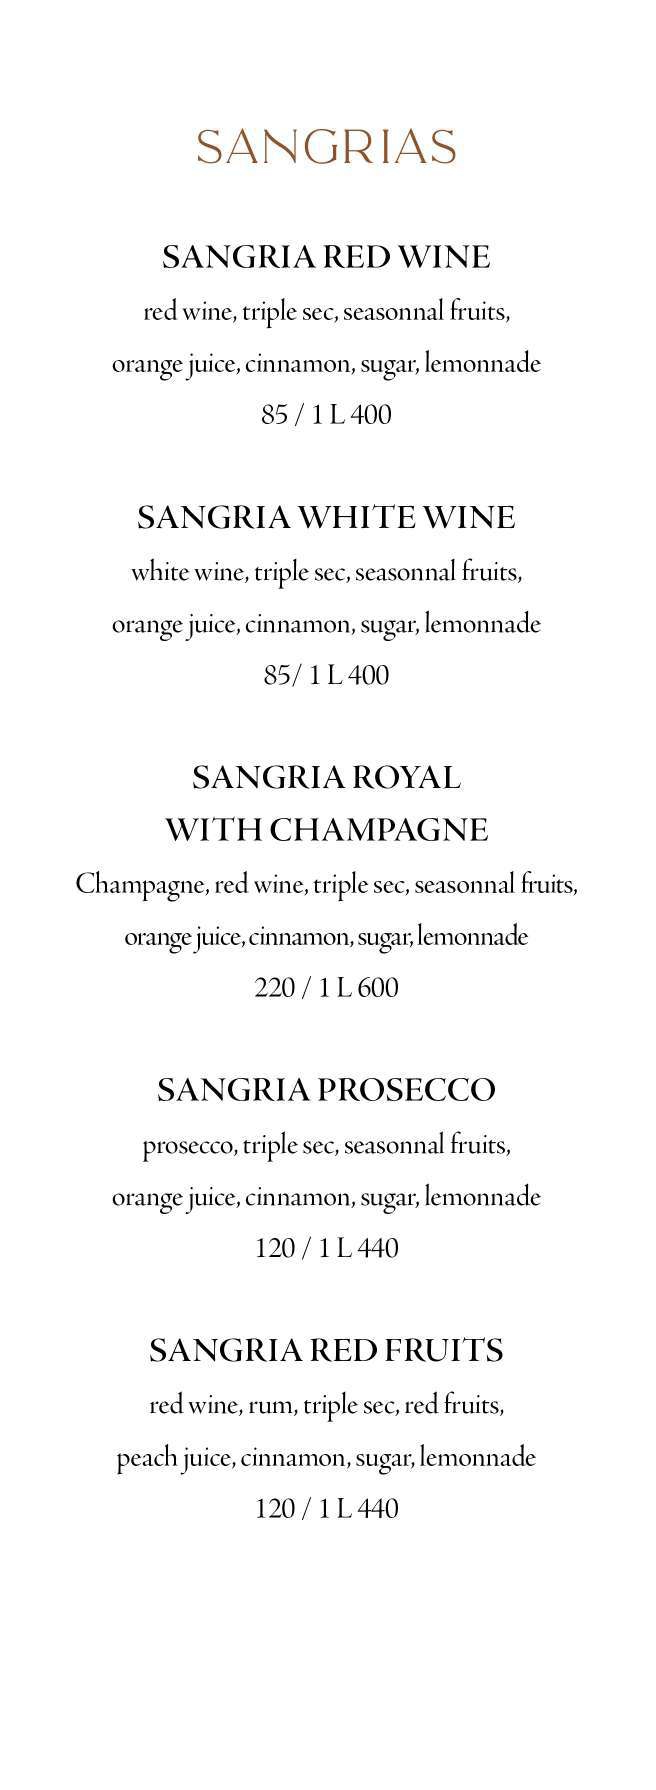 SANGRIAS
SANGRIA RED WINE
red wine, triple sec, seasonnal fruits,
orange juice, cinnamon, sugar, lemonnade
85 / 1 L 400
SANGRIA WHITE WINE
white wine, triple sec, seasonnal fruits,
orange juice, cinnamon, sugar, lemonnade
85/ 1 L 400
SANGRIA ROYAL
WITH CHAMPAGNE
Champagne, red wine, triple sec, seasonnal fruits,
orange juice, cinnamon, sugar, lemonnade
220 / 1 L 600
SANGRIA PROSECCO
prosecco, triple sec, seasonnal fruits,
orange juice, cinnamon, sugar, lemonnade
120 / 1 L 440
SANGRIA RED FRUITS
red wine, rum, triple sec, red fruits,
peach juice, cinnamon, sugar, lemonnade
120 / 1 L 440